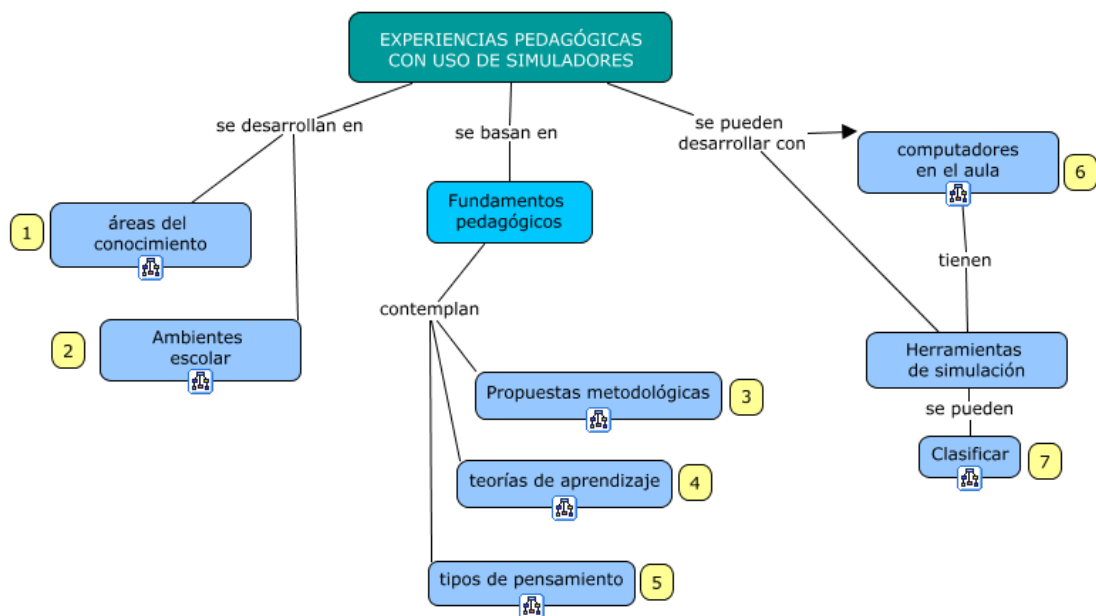 EXPERIENCIAS PEDAGÓGICAS
CON USO DE SIMULADORES
se desarrollan en
áreas del
conocimiento
1
Ambientes
escolar
2
se basan en
Fundamentos
pedagógicos
contemplan
Propuestas metodológicas
3
teorías de aprendizaje
4
tipos de pensamiento
5
se pueden
desarrollar con
computadores
en el aula
6
tienen
Herramientas
de simulación
se pueden
Clasificar
7